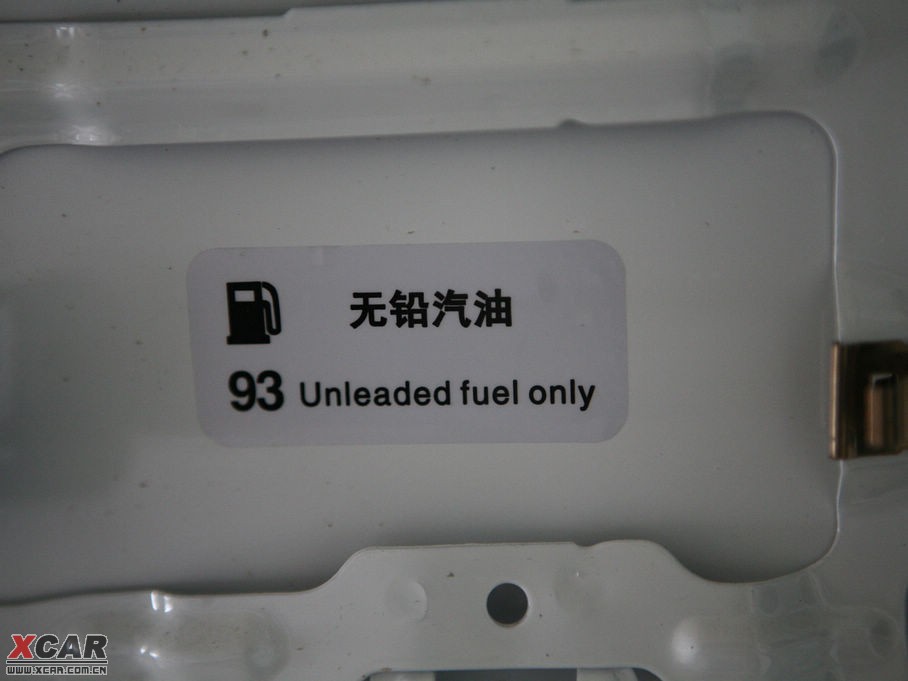 无铅汽油
93 Unleaded fuel only
XCAR
www.XCAR.COM.CN